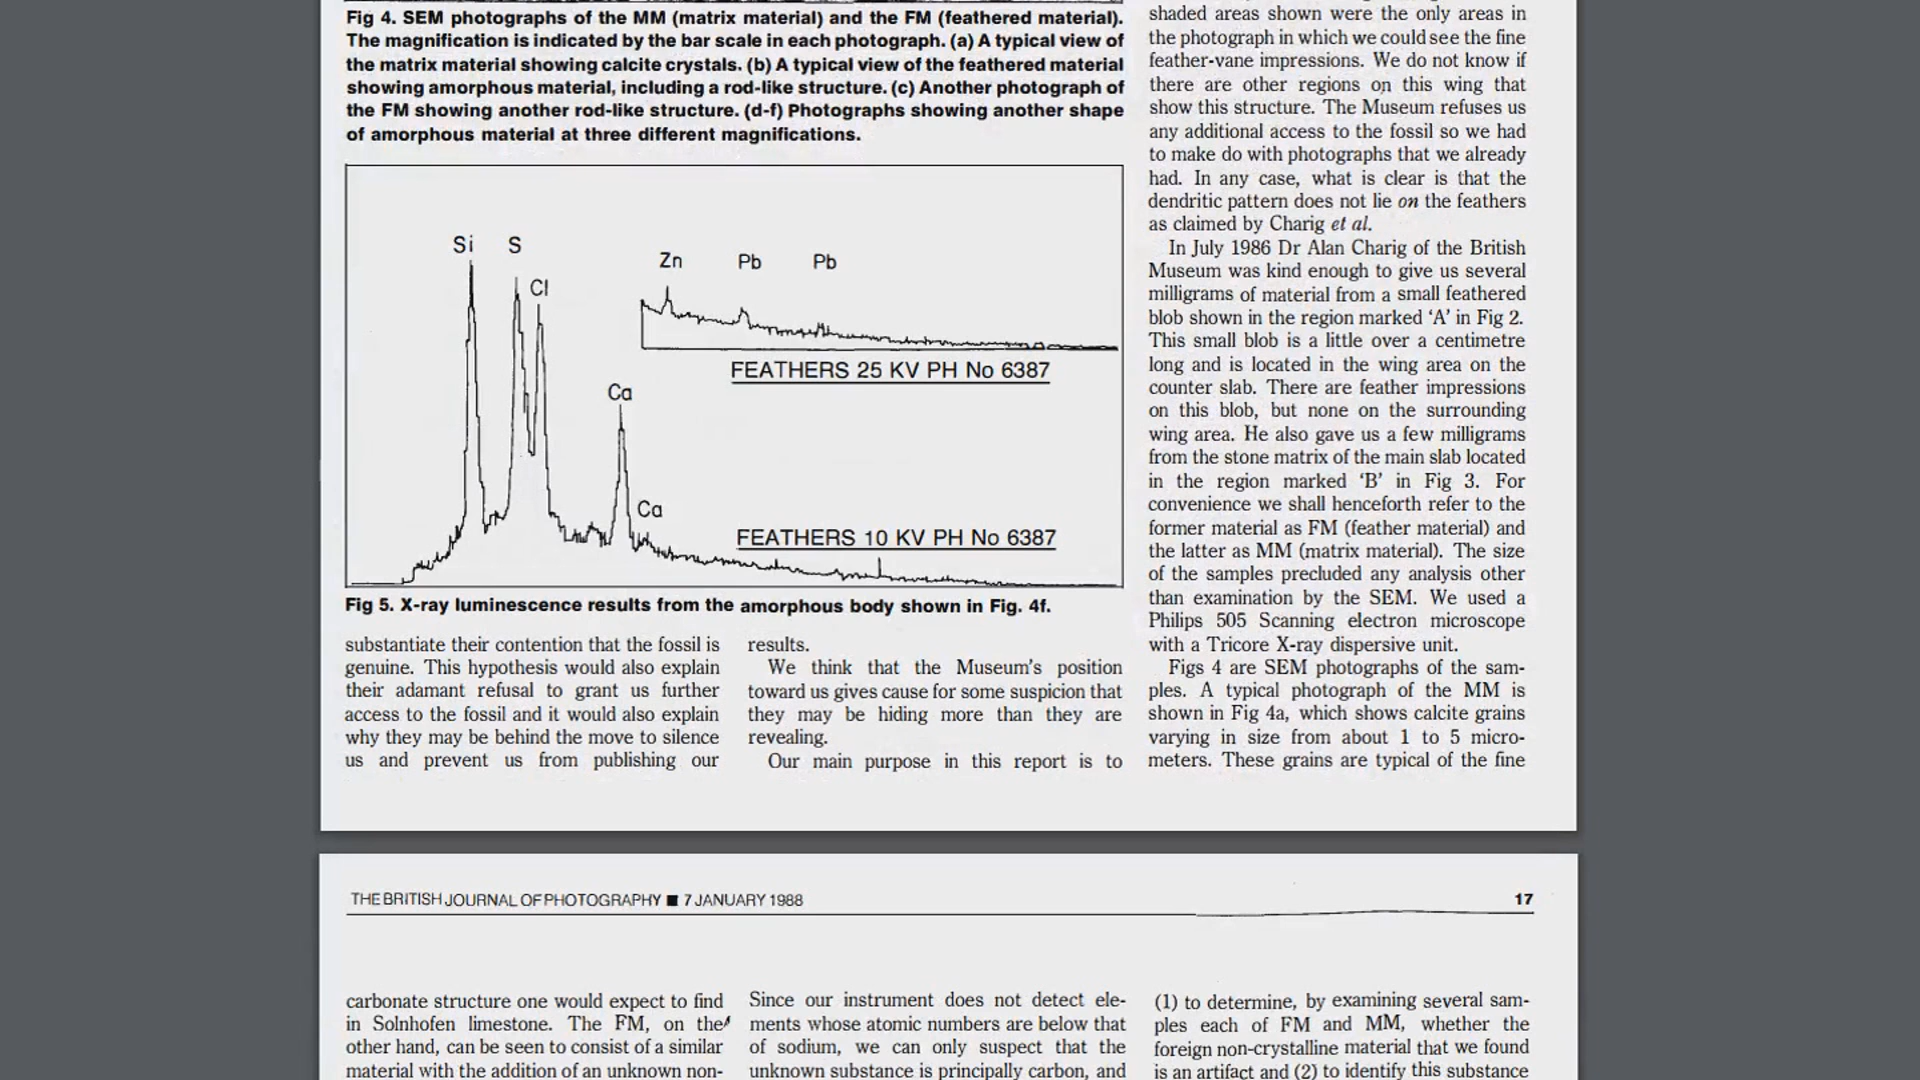 Fig 4. SEM photographs of the MM (matrix material) and the FM (feathered material).
The magnification is indicated by the bar scale in each photograph. (a) A typical view of
the matrix material showing calcite crystals. (b) A typical view of the feathered material
showing amorphous material, including a rod-like structure. (c) Another photograph of
the FM showing another rod-like structure. (d-f) Photographs showing another shape
of amorphous material at three different magnifications.
Si S
Cl
Zn Pb Pb
FEATHERS 25 KV PH No 6387
Ca
Ca
FEATHERS 10 KV PH No 6387
Fig 5. X-ray luminescence results from the amorphous body shown in Fig. 4f.
substantiate their contention that the fossil is
genuine. This hypothesis would also explain
their adamant refusal to grant us further
access to the fossil and it would also explain
why they may be behind the move to silence
us and prevent us from publishing our
results.
We think that the Museum's position
toward us gives cause for some suspicion that
they may be hiding more than they are
revealing.
Our main purpose in this report is to
shaded areas shown were the only areas in
the photograph in which we could see the fine
feather-vane impressions. We do not know if
there are other regions on this wing that
show this structure. The Museum refuses us
any additional access to the fossil so we had
to make do with photographs that we already
had. In any case, what is clear is that the
dendritic pattern does not lie on the feathers
as claimed by Charig et al.
In July 1986 Dr Alan Charig of the British
Museum was kind enough to give us several
milligrams of material from a small feathered
blob shown in the region marked 'A' in Fig 2.
This small blob is a little over a centimetre
long and is located in the wing area on the
counter slab. There are feather impressions
on this blob, but none on the surrounding
wing area. He also gave us a few milligrams
from the stone matrix of the main slab located
in the region marked 'B' in Fig 3. For
convenience we shall henceforth refer to the
former material as FM (feather material) and
the latter as MM (matrix material). The size
of the samples precluded any analysis other
than examination by the SEM. We used a
Philips 505 Scanning electron microscope
with a Tricore X-ray dispersive unit.
Figs 4 are SEM photographs of the sam-
ples. A typical photograph of the MM is
shown in Fig 4a, which shows calcite grains
varying in size from about 1 to 5 micro-
meters. These grains are typical of the fine
THE BRITISH JOURNAL OF PHOTOGRAPHY ■ 7 JANUARY 1988
17
carbonate structure one would expect to find
in Solnhofen limestone. The FM, on the
other hand, can be seen to consist of a similar
material with the addition of an unknown non-
Since our instrument does not detect ele-
ments whose atomic numbers are below that
of sodium, we can only suspect that the
unknown substance is principally carbon, and
(1) to determine, by examining several sam-
ples each of FM and MM, whether the
foreign non-crystalline material that we found
is an artifact and (2) to identify this substance